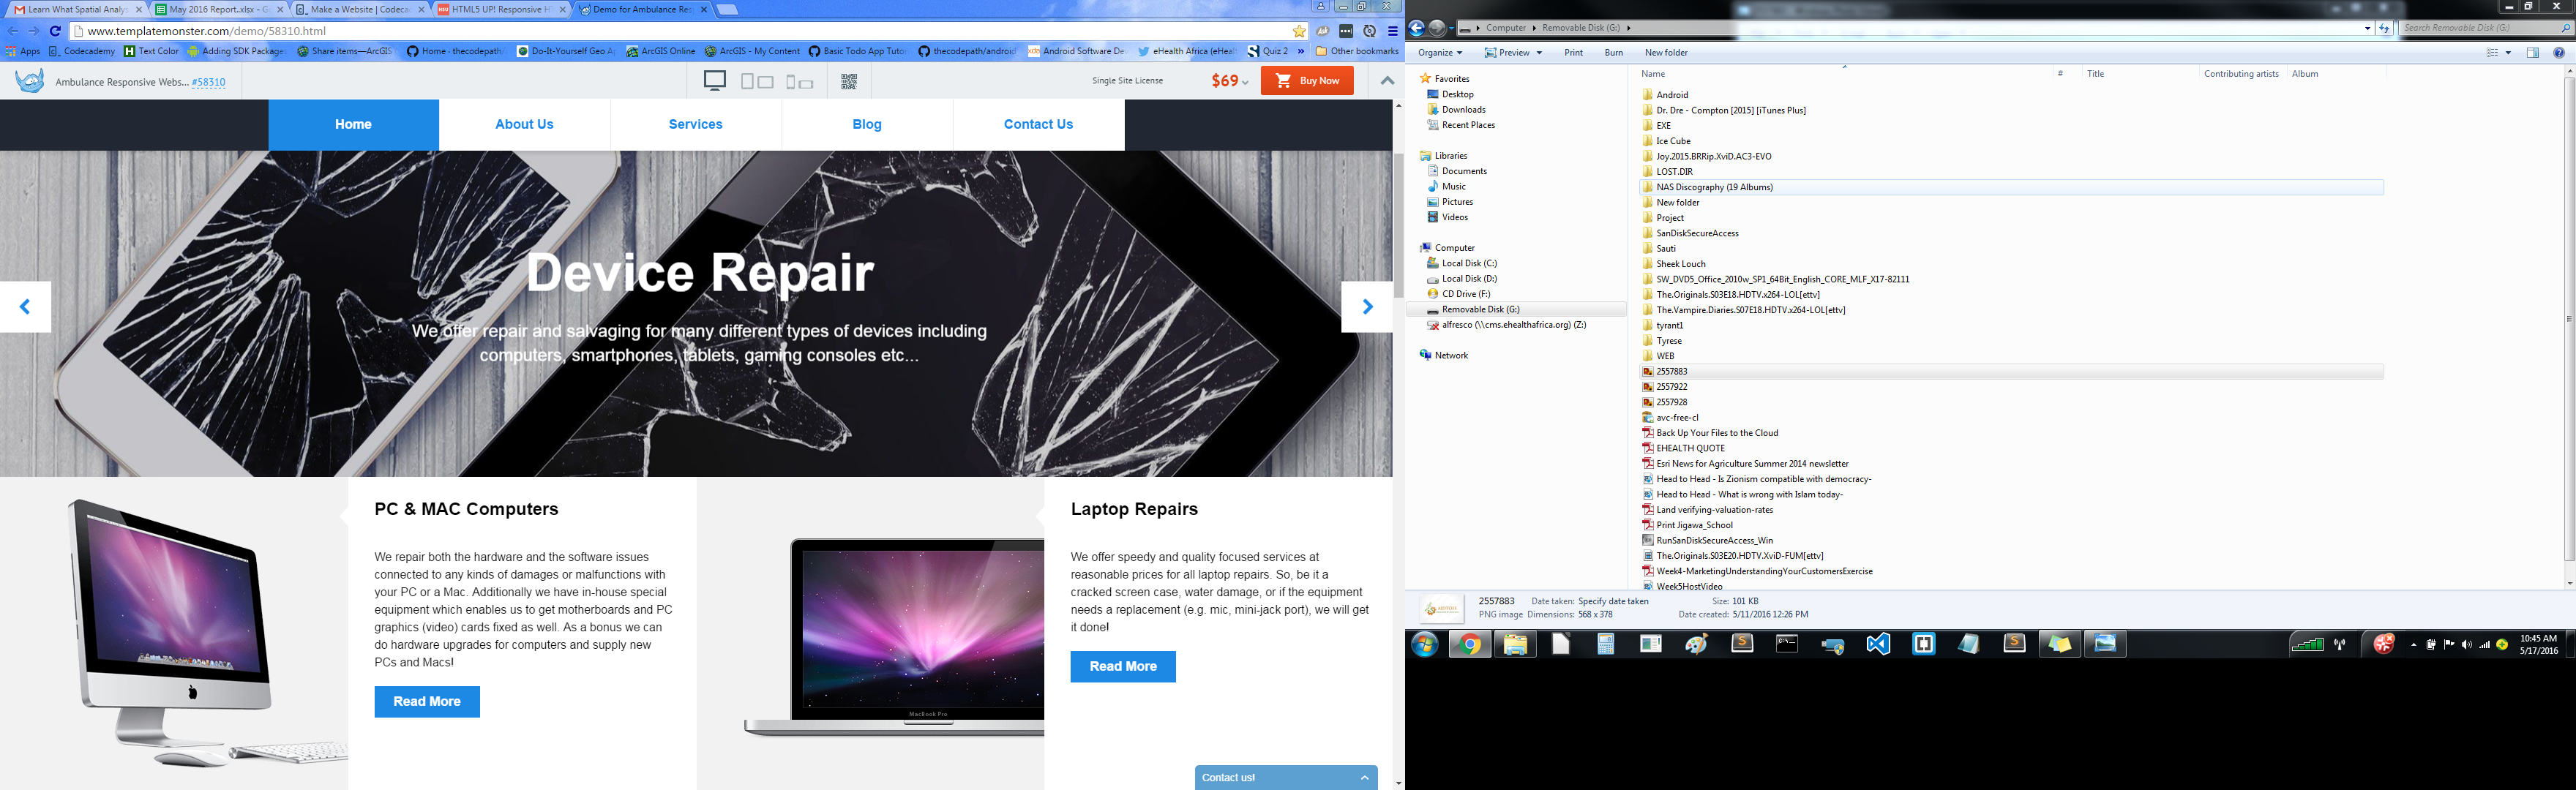 Learn What Spatial Analys
May 2016 Report..xlsx - G
Make a Website | Codecad
HTML5 UP! Responsive H
Demo for Ambulance Res
www.templatemonster.com/demo/58310.html
Apps
Codecademy
Text Color
Adding SDK Package
Share items—ArcGIS
Home · thecodepath/
Do-It-Yourself Geo A
ArcGIS Online
ArcGIS - My Content
Basic Todo App Tutor
thecodepath/android
Android Software De
eHealth Africa (eHeal
Quiz 2
»
Other bookmarks
Ambulance Responsive Webs... #58310
Single Site License
$69
Buy Now
Home
About Us
Services
Blog
Contact Us
Device Repair
We offer repair and salvaging for many different types of devices including
computers, smartphones, tablets, gaming consoles etc...
PC & MAC Computers
We repair both the hardware and the software issues
connected to any kinds of damages or malfunctions with
your PC or a Mac. Additionally we have in-house special
equipment which enables us to get motherboards and PC
graphics (video) cards fixed as well. As a bonus we can
do hardware upgrades for computers and supply new
PCs and Macs!
Read More
MacBook Pro
Laptop Repairs
We offer speedy and quality focused services at
reasonable prices for all laptop repairs. So, be it a
cracked screen case, water damage, or if the equipment
needs a replacement (e.g. mic, mini-jack port), we will get
it done!
Read More
Contact us!
Computer
Removable Disk (G:)
Search Removable Disk (G:)
Organize
Preview
Print
Burn
New folder
Favorites
Desktop
Downloads
Recent Places
Libraries
Documents
Music
Pictures
Videos
Computer
Local Disk (C:)
Local Disk (D:)
CD Drive (F:)
Removable Disk (G:)
alfresco (\\cms.ehealthafrica.org) (Z:)
Network
Name
#
Title
Contributing artists
Album
Android
Dr. Dre - Compton [2015] [iTunes Plus]
EXE
Ice Cube
Joy.2015.BRRip.XviD.AC3-EVO
LOST.DIR
NAS Discography (19 Albums)
New folder
Project
SanDiskSecureAccess
Sauti
Sheek Louch
SW_DVD5_Office_2010w_SP1_64Bit_English_CORE_MLF_X17-82111
The.Originals.S03E18.HDTV.x264-LOL[ettv]
The.Vampire.Diaries.S07E18.HDTV.x264-LOL[ettv]
tyrant1
Tyrese
WEB
2557883
2557922
2557928
avc-free-cl
Back Up Your Files to the Cloud
EHEALTH QUOTE
Esri News for Agriculture Summer 2014 newsletter
Head to Head - Is Zionism compatible with democracy-
Head to Head - What is wrong with Islam today-
Land verifying-valuation-rates
Print Jigawa_School
RunSanDiskSecureAccess_Win
The.Originals.S03E20.HDTV.XviD-FUM[ettv]
Week4-MarketingUnderstandingYourCustomersExercise
Week5HostVideo
2557883
Date taken: Specify date taken
Size: 101 KB
PNG image
Dimensions: 568 x 378
Date created: 5/11/2016 12:26 PM
10:45 AM
5/17/2016